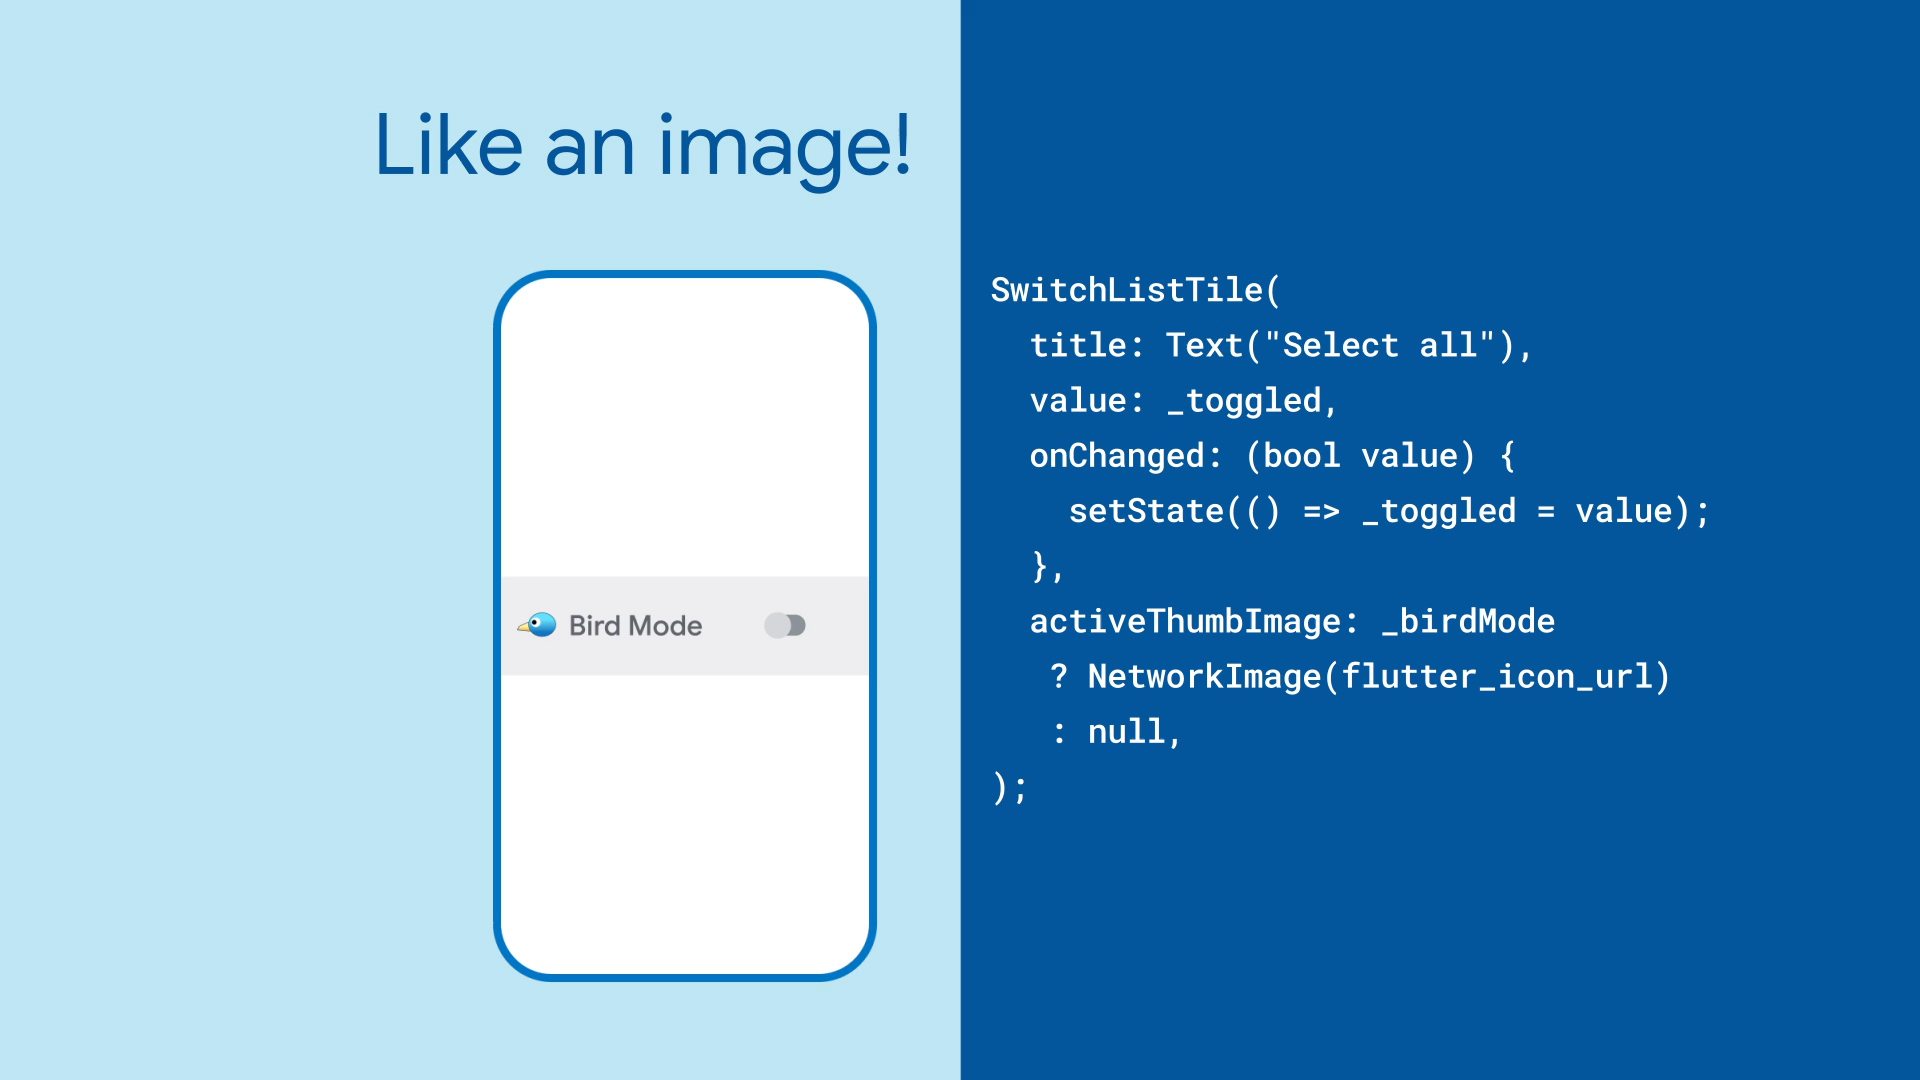 Like an image!
Bird Mode
SwitchListTile(
  title: Text("Select all"),
  value: _toggled,
  onChanged: (bool value) {
    setState(() => _toggled = value);
  },
  activeThumbImage: _birdMode
   ? NetworkImage(flutter_icon_url)
   : null,
);